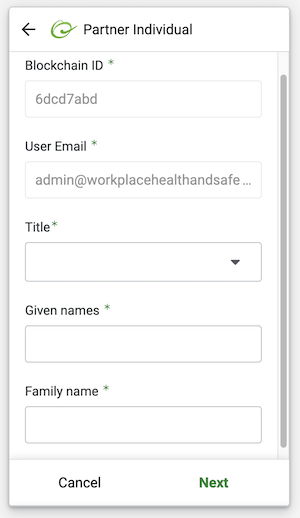 Partner Individual
Blockchain ID *
6dcd7abd
User Email *
admin@workplacehealthandsafe ...
Title*
Given names *
Family name *
Cancel Next